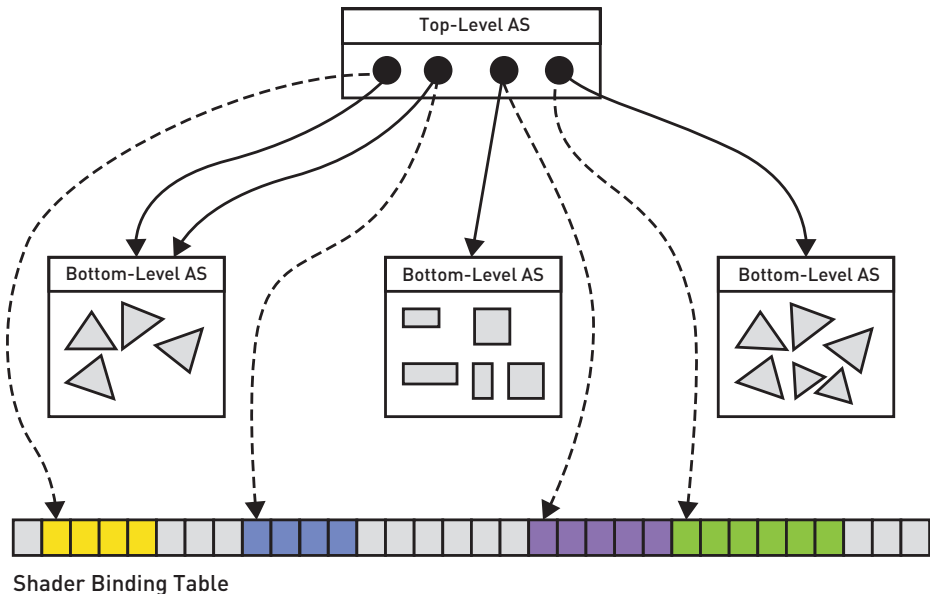 Top-Level AS
Bottom-Level AS
Bottom-Level AS
Bottom-Level AS
Shader Binding Table